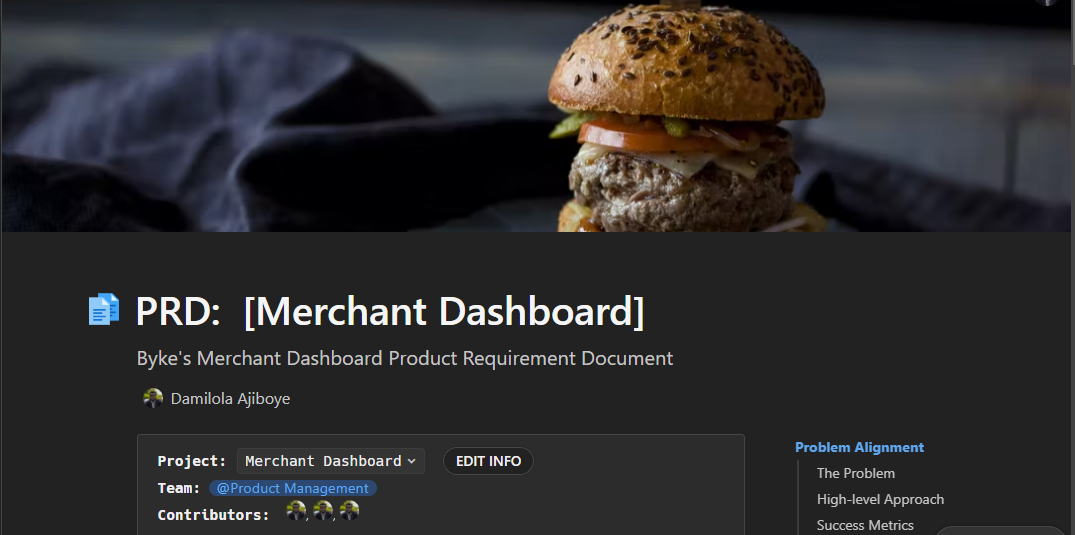 PRD: [Merchant Dashboard]
Byke's Merchant Dashboard Product Requirement Document
Damilola Ajiboye
Project: Merchant Dashboard EDIT INFO
Team: @Product Management
Contributors: , ,
Problem Alignment
The Problem
High-level Approach
Success Metrics